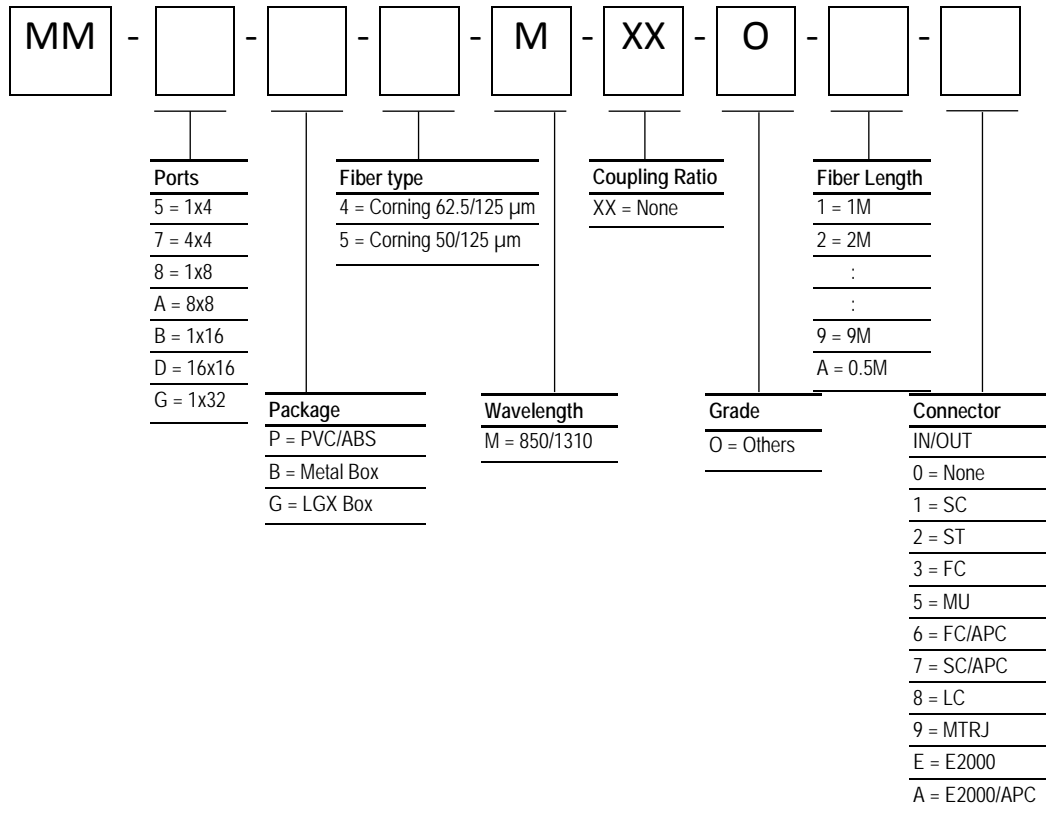 MM - - - - M - XX - O - -
Ports
5 = 1x4
7 = 4x4
8 = 1x8
A = 8x8
B = 1x16
D = 16x16
G = 1x32
Package
P = PVC/ABS
B = Metal Box
G = LGX Box
Fiber type
4 = Corning 62.5/125 µm
5 = Corning 50/125 µm
Wavelength
M = 850/1310
Coupling Ratio
XX = None
Grade
O = Others
Fiber Length
1 = 1M
2 = 2M
:
:
9 = 9M
A = 0.5M
Connector
IN/OUT
0 = None
1 = SC
2 = ST
3 = FC
5 = MU
6 = FC/APC
7 = SC/APC
8 = LC
9 = MTRJ
E = E2000
A = E2000/APC